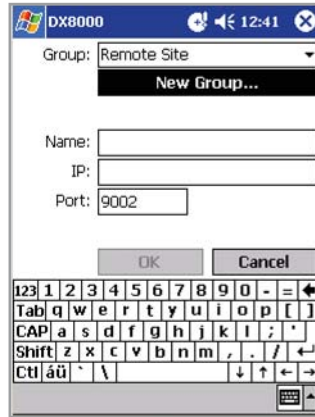 DX8000 12:41
Group: Remote Site
New Group...
Name:
IP:
Port: 9002
OK Cancel
123 1 2 3 4 5 6 7 8 9 0 - =
Tab q w e r t y u i o p [ ]
CAP a s d f g h j k l ; '
Shift z x c v b n m , . /
Ctl áü ` \